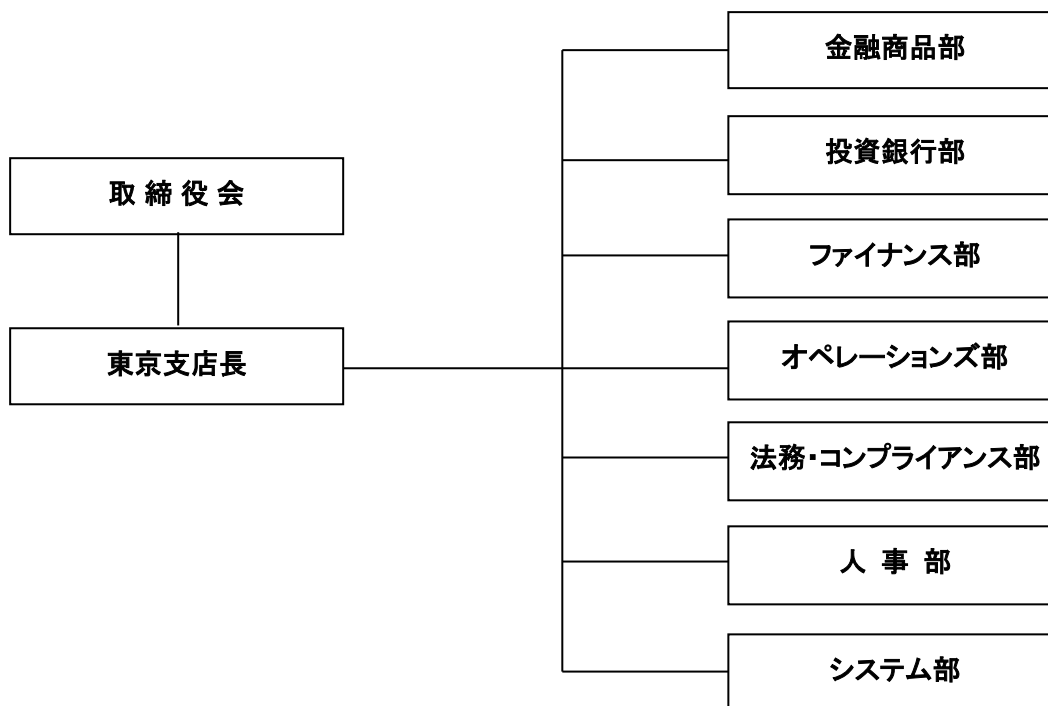 取 締 役 会
東京支店長
金融商品部
投資銀行部
ファイナンス部
オペレーションズ部
法務・コンプライアンス部
人 事 部
システム部